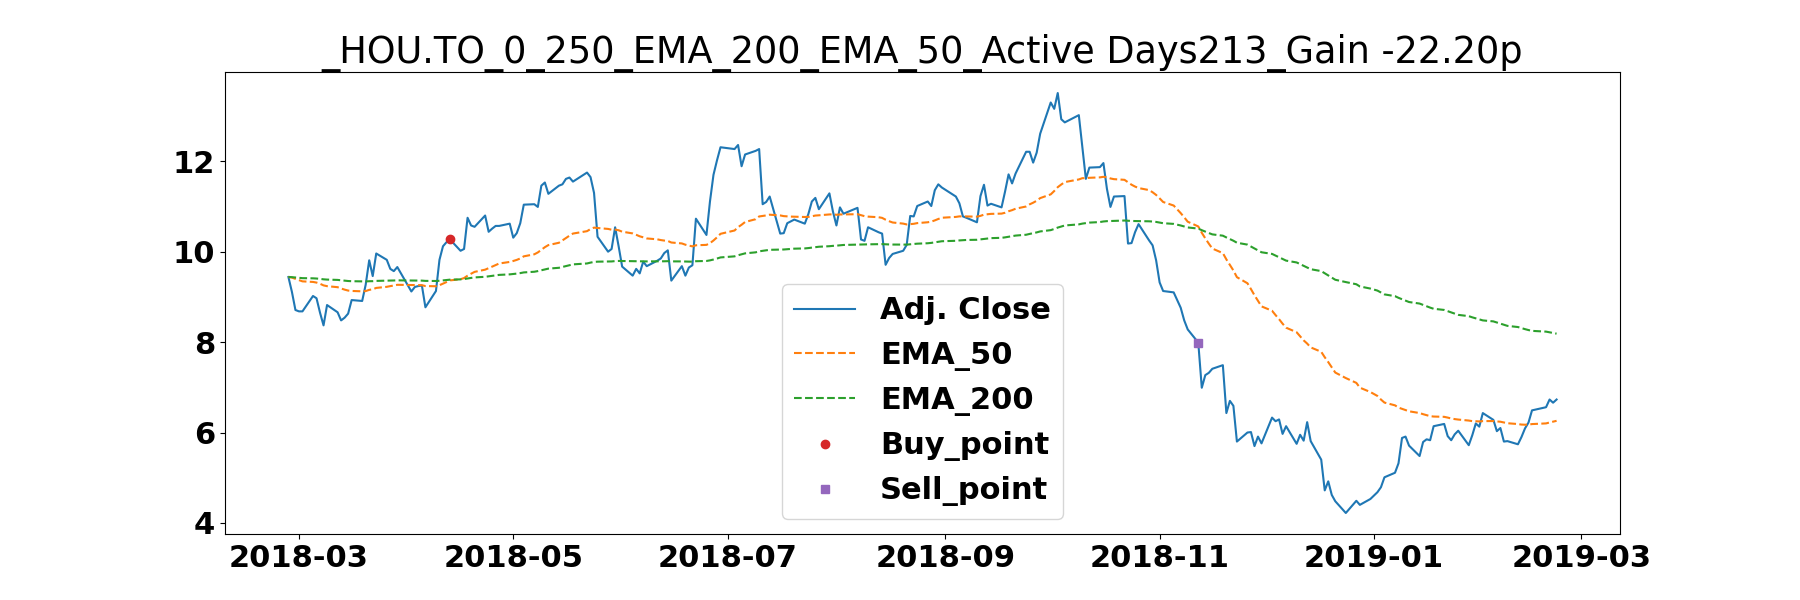 _HOU.TO_0_250_EMA_200_EMA_50_Active Days213_Gain -22.20p
12
10
8
6
4
Adj. Close
EMA_50
EMA_200
Buy_point
Sell_point
2018-03 2018-05 2018-07 2018-09 2018-11 2019-01 2019-03